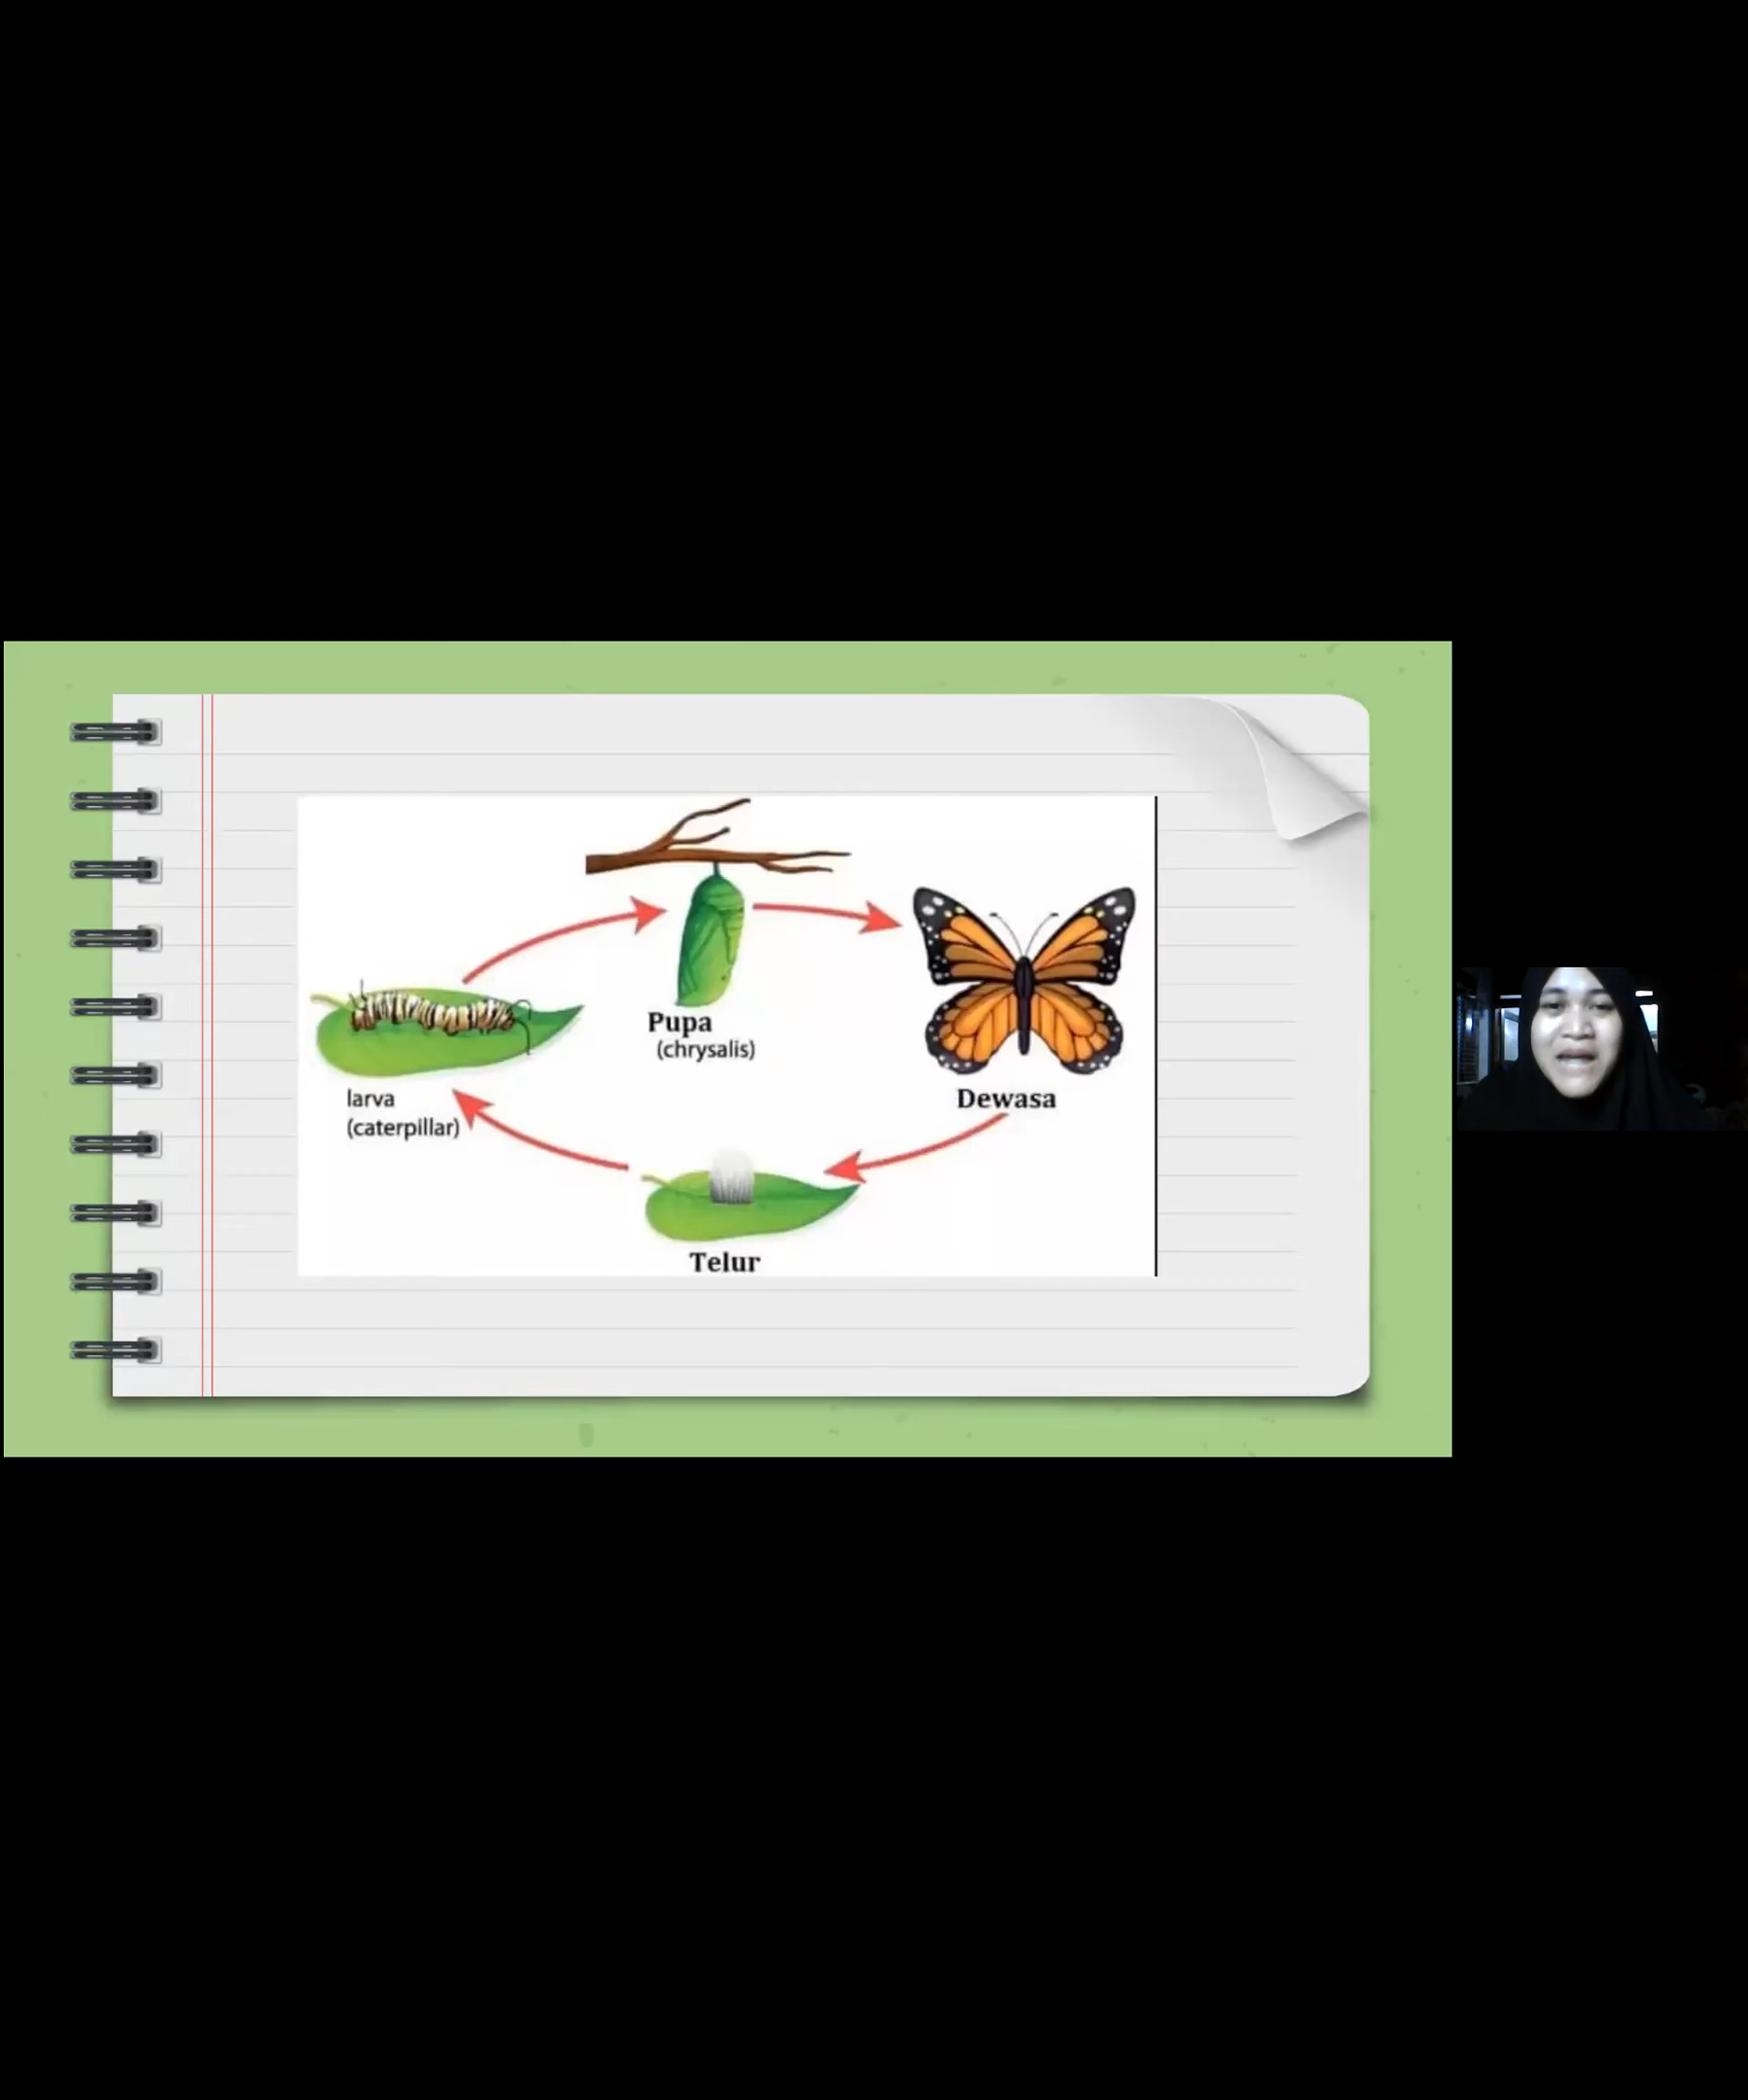 Pupa
(chrysalis)
larva
(caterpillar)
Dewasa
Telur